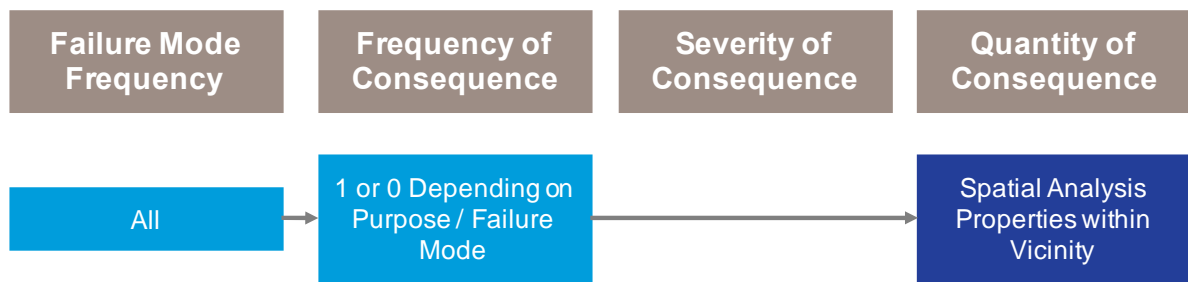 Failure Mode
Frequency
Frequency of
Consequence
Severity of
Consequence
Quantity of
Consequence
All
1 or 0 Depending on
Purpose / Failure
Mode
Spatial Analysis
Properties within
Vicinity